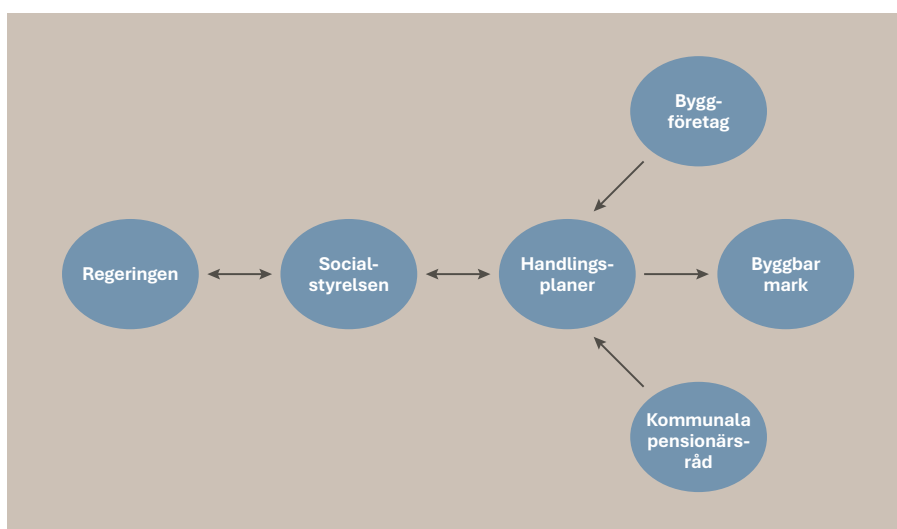 Bygg-
företag
Regeringen
Social-
styrelsen
Handlings-
planer
Byggbar
mark
Kommunala
pensionärs-
råd